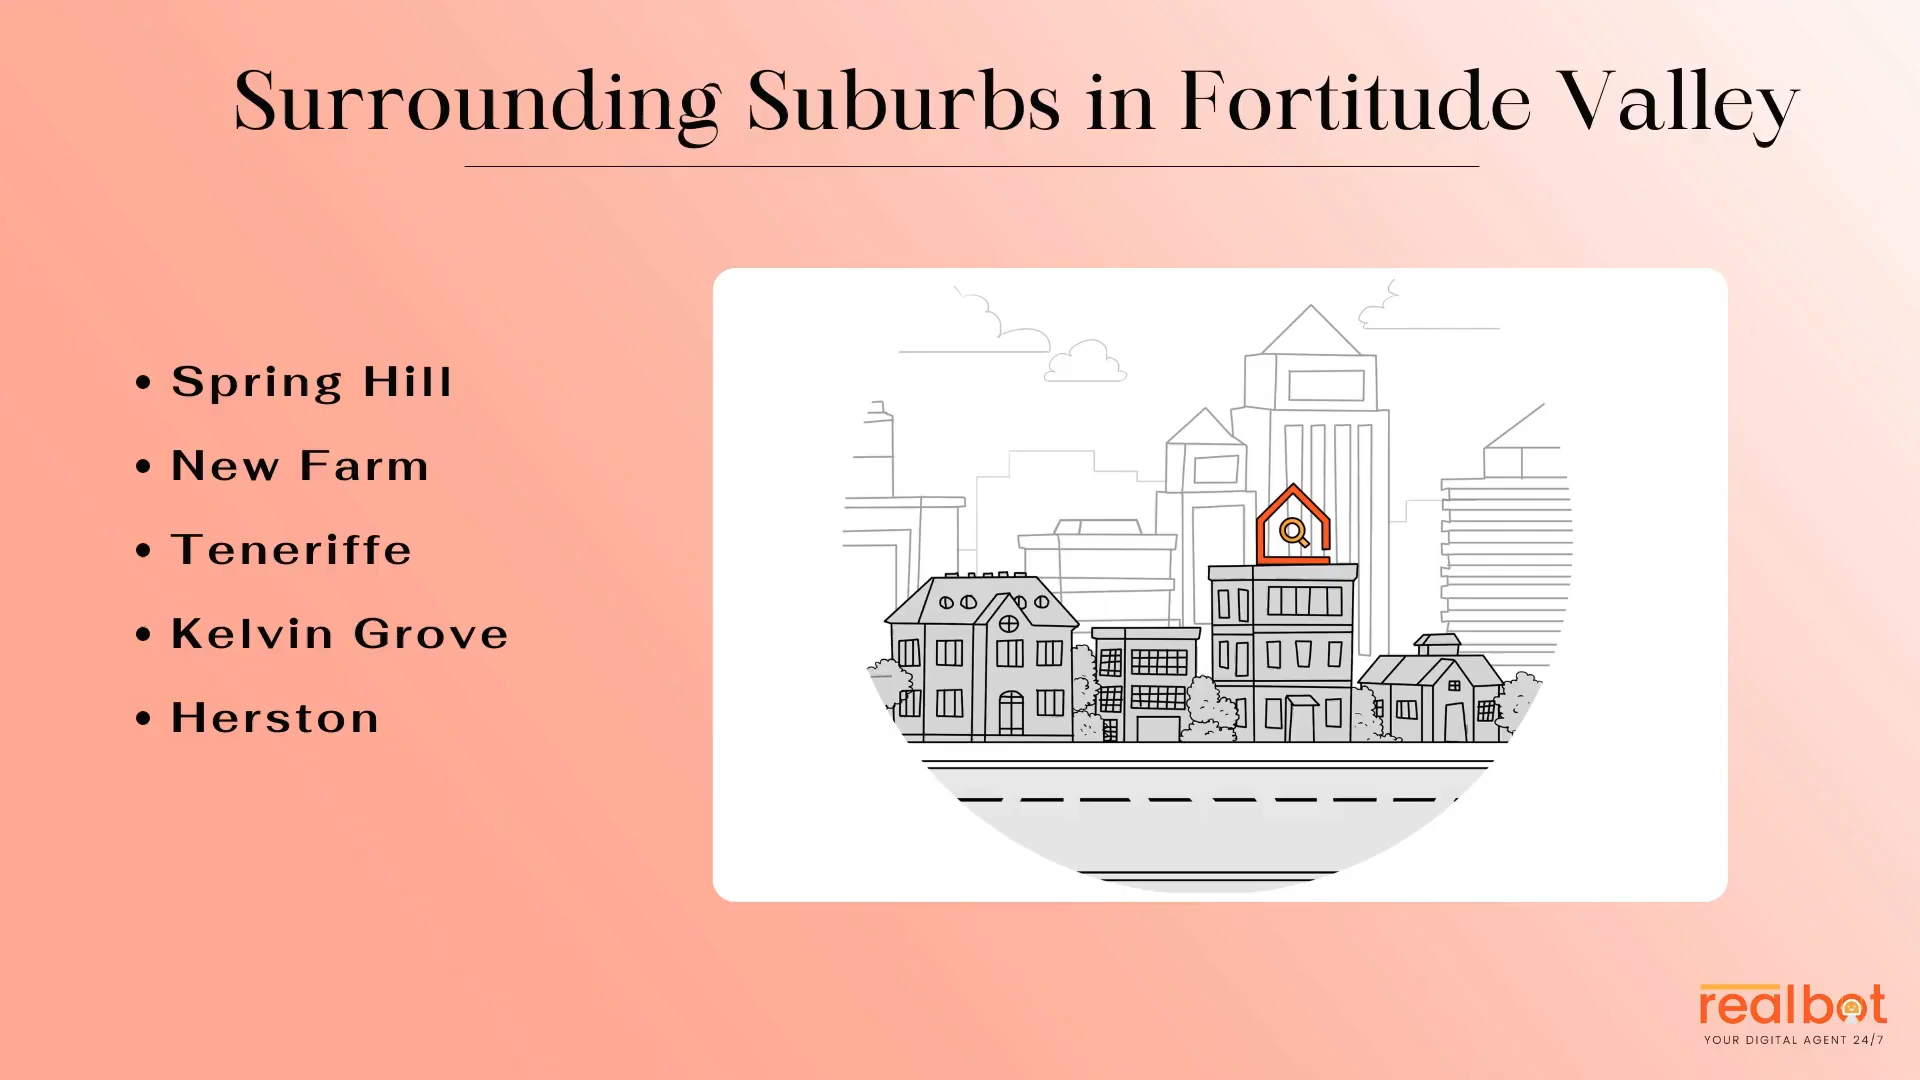 Surrounding Suburbs in Fortitude Valley
• Spring Hill
• New Farm
• Teneriffe
• Kelvin Grove
• Herston
realbot
YOUR DIGITAL AGENT 24/7